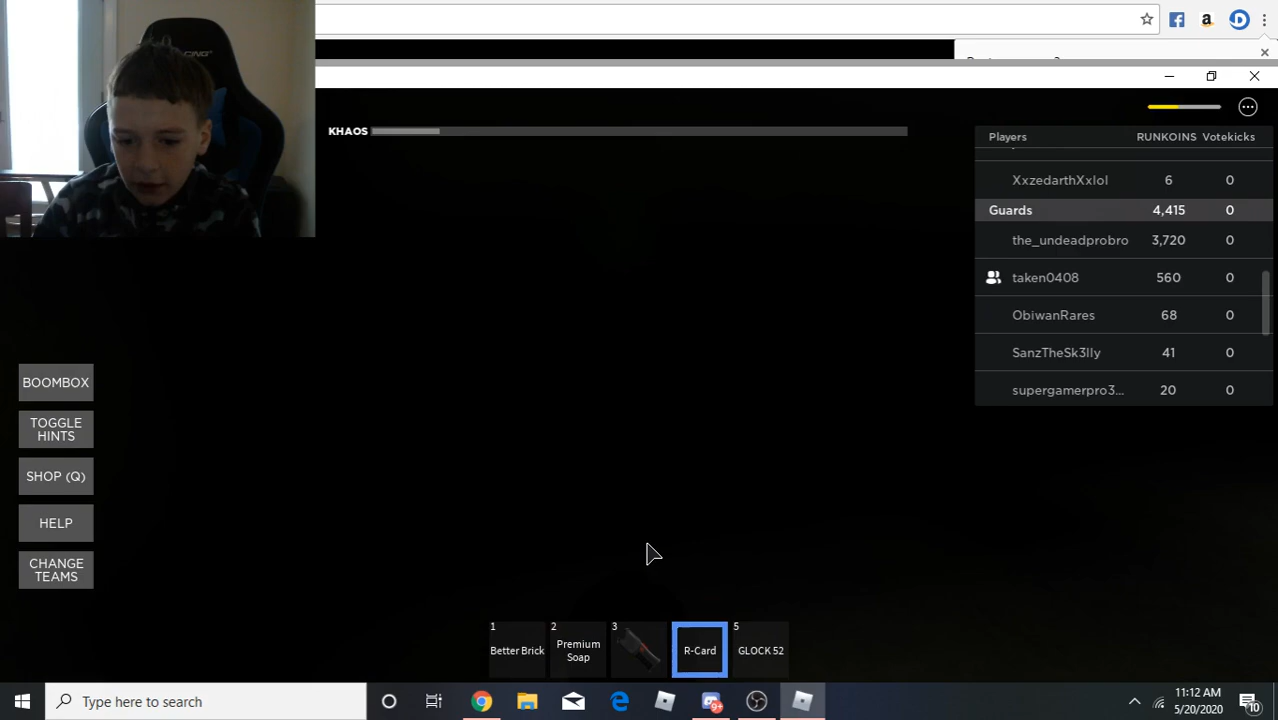 KHAOS
Players RUNKOINS Votekicks
XxzedarthXxlol 6 0
Guards 4,415 0
the_undeadprobro 3,720 0
taken0408 560 0
ObiwanRares 68 0
SanzTheSk3lly 41 0
supergamerpro3... 20 0
BOOMBOX
TOGGLE
HINTS
SHOP (Q)
HELP
CHANGE
TEAMS
1 2 3 5
Better Brick
Premium
Soap
R-Card
GLOCK 52
Type here to search
9+
11:12 AM
5/20/2020
10